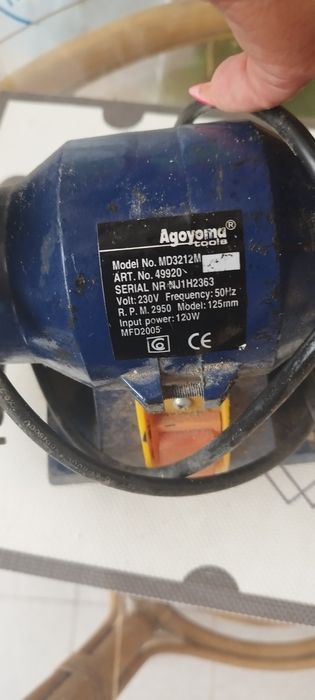 Agoyama®
tools
Model No. MD3212M
ART. No. 49920
SERIAL NR NJ1H2363
Volt: 230V Frequency: 50Hz
R. P. M. 2950 Model: 125mm
Input power: 120W
MFD2005
CE